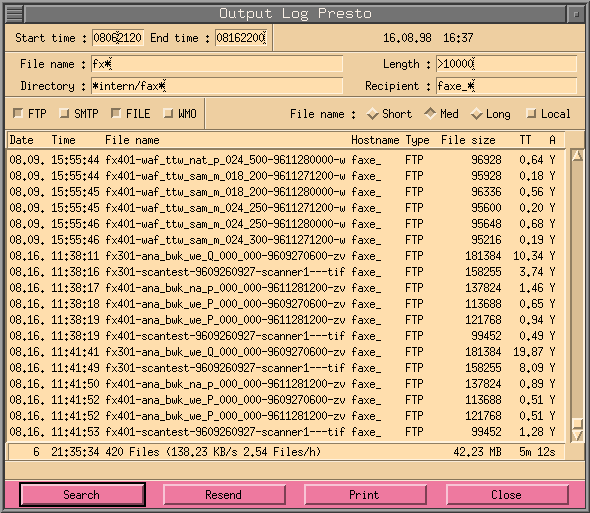 Output Log Presto
Start time : 08062120 End time : 08162200 16.08.98 16:37
File name : fx* Length : >10000
Directory : *intern/fax* Recipient : faxe_*
FTP SMTP FILE WMO File name : Short Med Long Local
Date Time File name Hostname Type File size TT A
08.09. 15:55:44 fx401-waf_ttw_nat_p_024_500-9611280000-w faxe_ FTP 96928 0.64 Y
08.09. 15:55:44 fx401-waf_ttw_sam_m_018_200-9611271200-w faxe_ FTP 95928 0.18 Y
08.09. 15:55:45 fx401-waf_ttw_sam_m_018_200-9611280000-w faxe_ FTP 96336 0.56 Y
08.09. 15:55:45 fx401-waf_ttw_sam_m_024_250-9611271200-w faxe_ FTP 95600 0.20 Y
08.09. 15:55:46 fx401-waf_ttw_sam_m_024_250-9611280000-w faxe_ FTP 95648 0.68 Y
08.09. 15:55:46 fx401-waf_ttw_sam_m_024_300-9611271200-w faxe_ FTP 95216 0.19 Y
08.16. 11:38:11 fx301-ana_bwk_we_Q_000_000-9609270600-zv faxe_ FTP 181384 10.34 Y
08.16. 11:38:16 fx301-scantest-9609260927-scanner1---tif faxe_ FTP 158255 3.74 Y
08.16. 11:38:17 fx401-ana_bwk_na_p_000_000-9611281200-zv faxe_ FTP 137824 1.46 Y
08.16. 11:38:18 fx401-ana_bwk_we_P_000_000-9609270600-zv faxe_ FTP 113688 0.65 Y
08.16. 11:38:19 fx401-ana_bwk_we_P_000_000-9611281200-zv faxe_ FTP 121768 0.94 Y
08.16. 11:38:19 fx401-scantest-9609260927-scanner1---tif faxe_ FTP 99452 0.49 Y
08.16. 11:41:41 fx301-ana_bwk_we_Q_000_000-9609270600-zv faxe_ FTP 181384 19.87 Y
08.16. 11:41:49 fx301-scantest-9609260927-scanner1---tif faxe_ FTP 158255 8.09 Y
08.16. 11:41:50 fx401-ana_bwk_na_p_000_000-9611281200-zv faxe_ FTP 137824 0.89 Y
08.16. 11:41:52 fx401-ana_bwk_we_P_000_000-9609270600-zv faxe_ FTP 113688 0.51 Y
08.16. 11:41:52 fx401-ana_bwk_we_P_000_000-9611281200-zv faxe_ FTP 121768 0.51 Y
08.16. 11:41:53 fx401-scantest-9609260927-scanner1---tif faxe_ FTP 99452 1.28 Y
6 21:35:34 420 Files (138.23 KB/s 2.54 Files/h) 42.23 MB 5m 12s
Search Resend Print Close